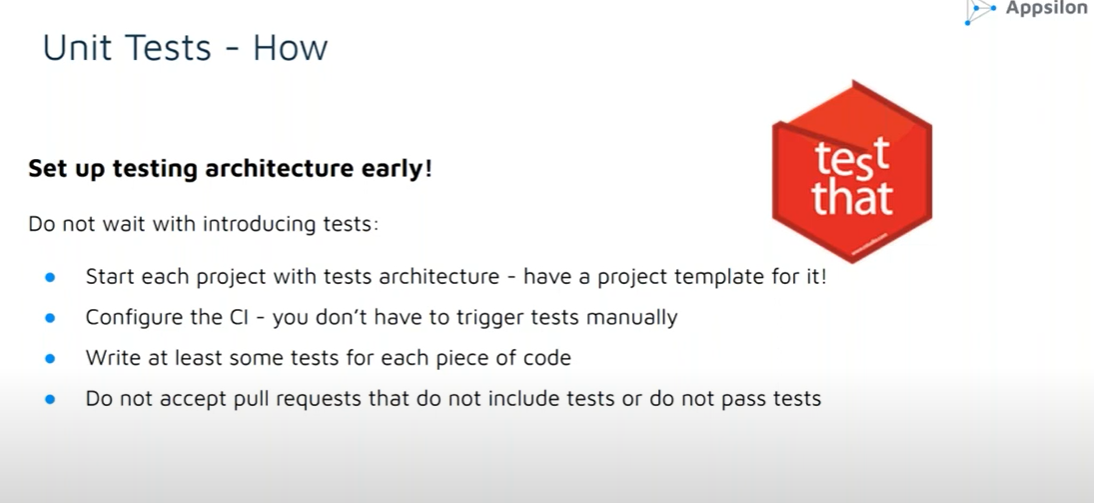 Appsilon
Unit Tests - How
test
that
Set up testing architecture early!
Do not wait with introducing tests:
Start each project with tests architecture - have a project template for it!
Configure the CI - you don't have to trigger tests manually
Write at least some tests for each piece of code
Do not accept pull requests that do not include tests or do not pass tests